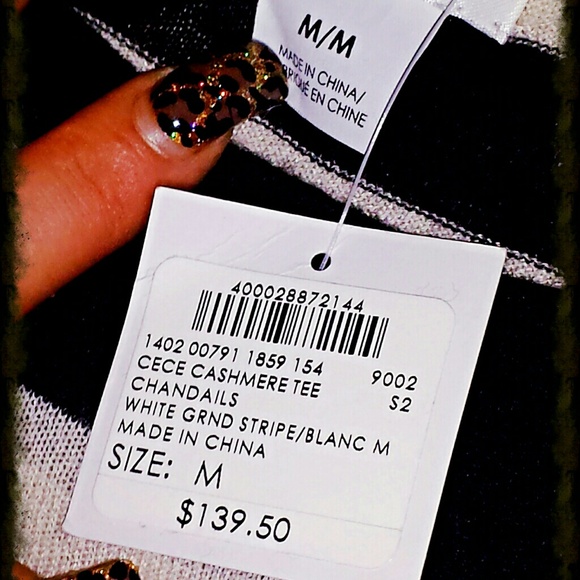 M/M
MADE IN CHINA/
EN CHINE
400028872144
1402 00791 1859 154 9002
CECE CASHMERE TEE S2
CHANDAILS
WHITE GRND STRIPE/BLANC M
MADE IN CHINA
SIZE: M
$139.50